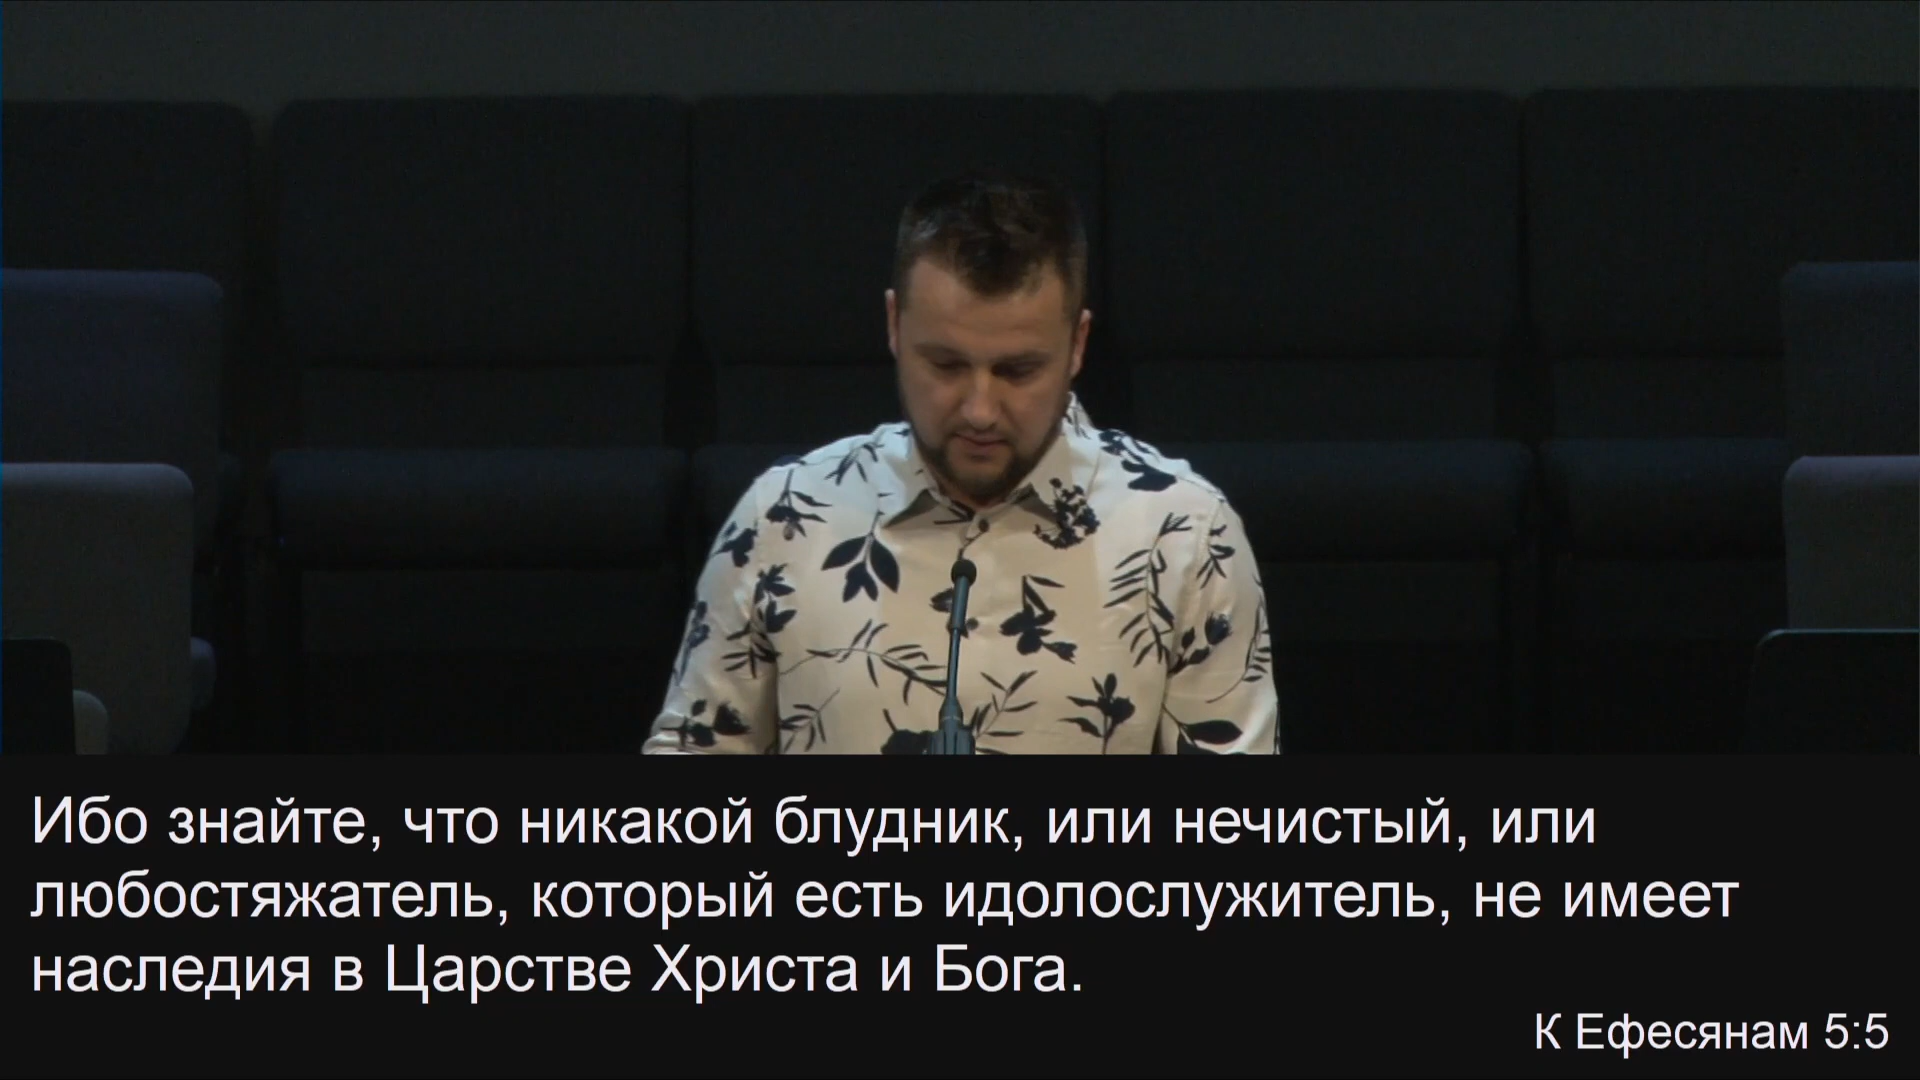 Ибо знайте, что никакой блудник, или нечистый, или
любостяжатель, который есть идолослужитель, не имеет
наследия в Царстве Христа и Бога.
К Ефесянам 5:5